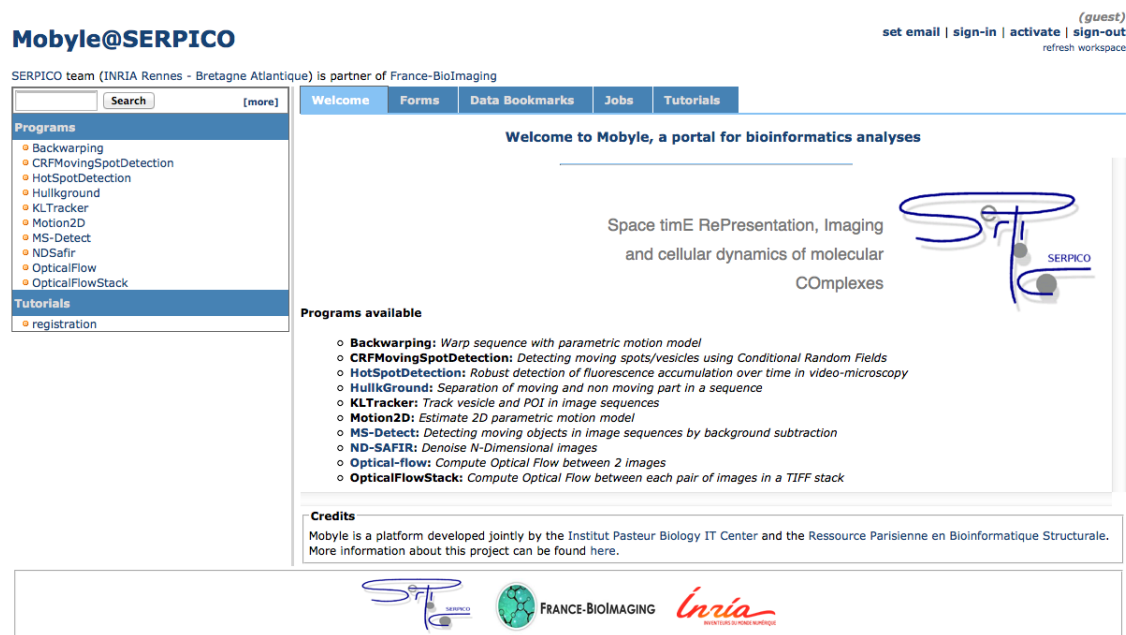 (guest)
Mobyle@SERPICO
set email | sign-in | activate | sign-out
refresh workspace
SERPICO team (INRIA Rennes - Bretagne Atlantique) is partner of France-BioImaging
Search
[more]
Programs
Backwarping
CRFMovingSpotDetection
HotSpotDetection
Hullkground
KLTracker
Motion2D
MS-Detect
NDSafir
OpticalFlow
OpticalFlowStack
Tutorials
registration
Welcome
Forms
Data Bookmarks
Jobs
Tutorials
Welcome to Mobyle, a portal for bioinformatics analyses
Space timE RePresentation, Imaging
and cellular dynamics of molecular
COmplexes
SERPICO
Programs available
Backwarping: Warp sequence with parametric motion model
CRFMovingSpotDetection: Detecting moving spots/vesicles using Conditional Random Fields
HotSpotDetection: Robust detection of fluorescence accumulation over time in video-microscopy
HullkGround: Separation of moving and non moving part in a sequence
KLTracker: Track vesicle and POI in image sequences
Motion2D: Estimate 2D parametric motion model
MS-Detect: Detecting moving objects in image sequences by background subtraction
ND-SAFIR: Denoise N-Dimensional images
Optical-flow: Compute Optical Flow between 2 images
OpticalFlowStack: Compute Optical Flow between each pair of images in a TIFF stack
Credits
Mobyle is a platform developed jointly by the Institut Pasteur Biology IT Center and the Ressource Parisienne en Bioinformatique Structurale.
More information about this project can be found here.
SERPICO
FRANCE-BIOIMAGING
Inria
INVENTEURS DU MONDE NUMÉRIQUE